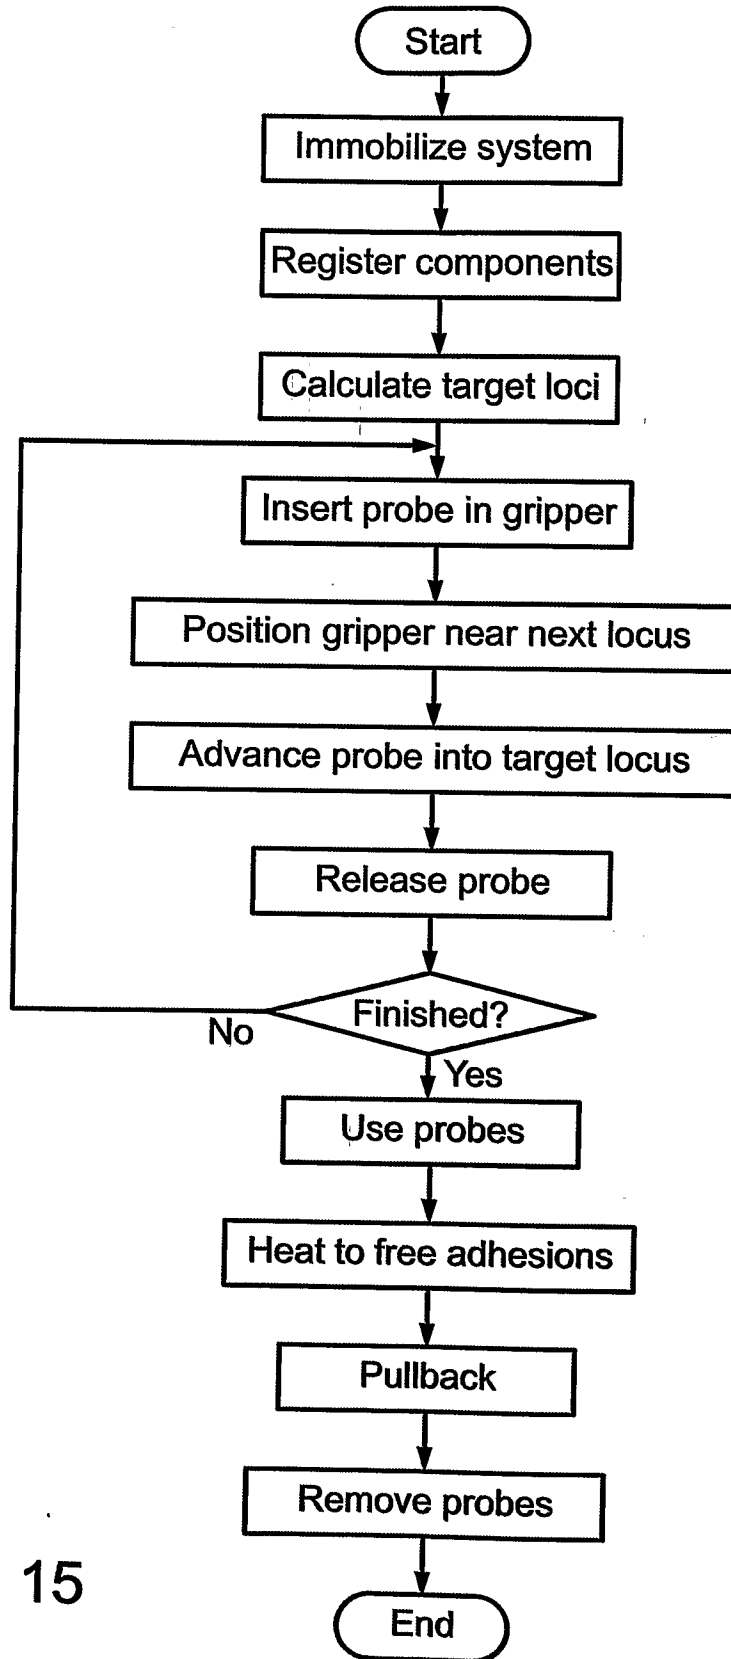 Start
Immobilize system
Register components
Calculate target loci
Insert probe in gripper
Position gripper near next locus
Advance probe into target locus
Release probe
Finished?
No
Yes
Use probes
Heat to free adhesions
Pullback
Remove probes
End
15